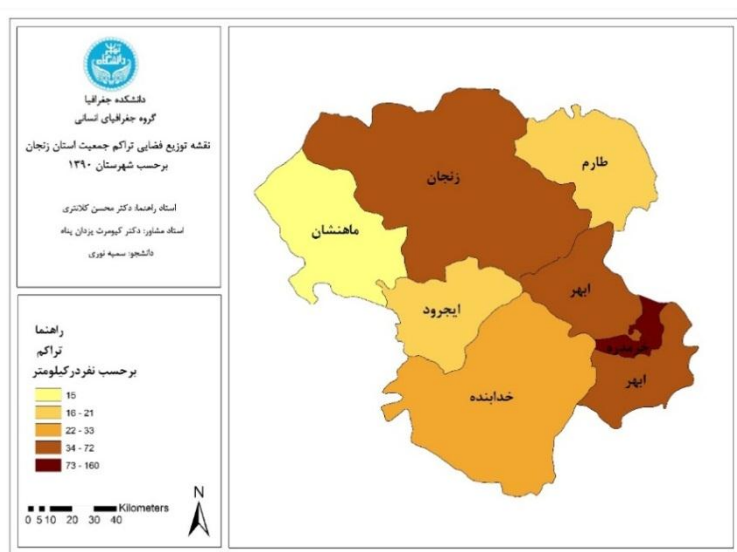 دانشکده جغرافیا
گروه جغرافیای انسانی
نقشه توزیع فضایی تراکم جمعیت استان زنجان
برحسب شهرستان ۱۳۹۰
استاد راهنما: دکتر محسن کلانتری
استاد مشاور: دکتر کیومرث یزدان پناه
دانشجو: سمیه نوری
طارم
زنجان
ماهنشان
ابهر
ایجرود
ابهر
خدابنده
راهنما
تراکم
برحسب نفردرکیلومتر
15
16 - 21
22 - 33
34 - 72
73 - 160
N
Kilometers
0 5 10 20 30 40